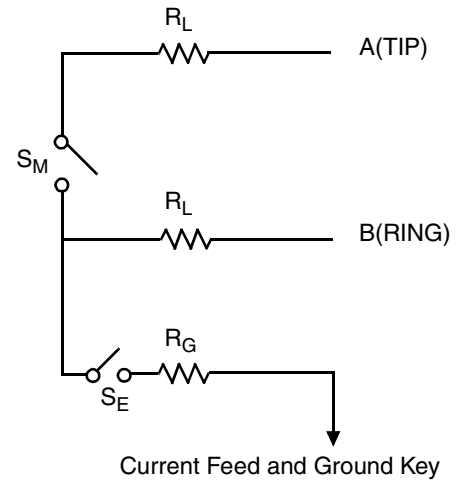 R_L
A(TIP)
S_M
R_L
B(RING)
R_G
S_E
Current Feed and Ground Key